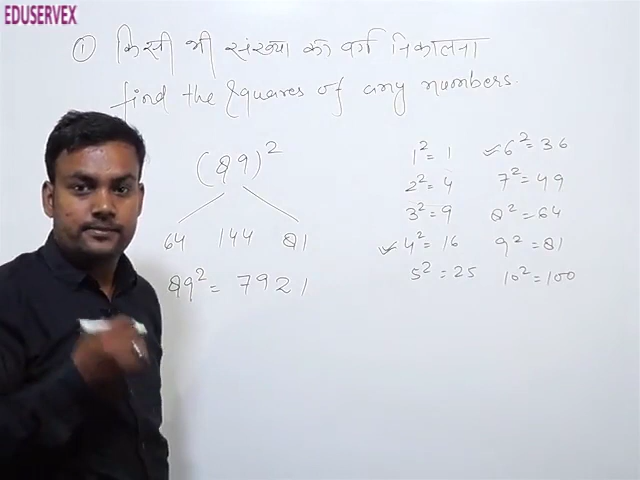 EDUSERVEX
① किसी भी संख्या का वर्ग निकालना
find the squares of any numbers.
(89)²
64 144 81
89² = 7921
1² = 1
2² = 4
3² = 9
✓ 4² = 16
5² = 25
✓ 6² = 36
7² = 49
8² = 64
9² = 81
10² = 100